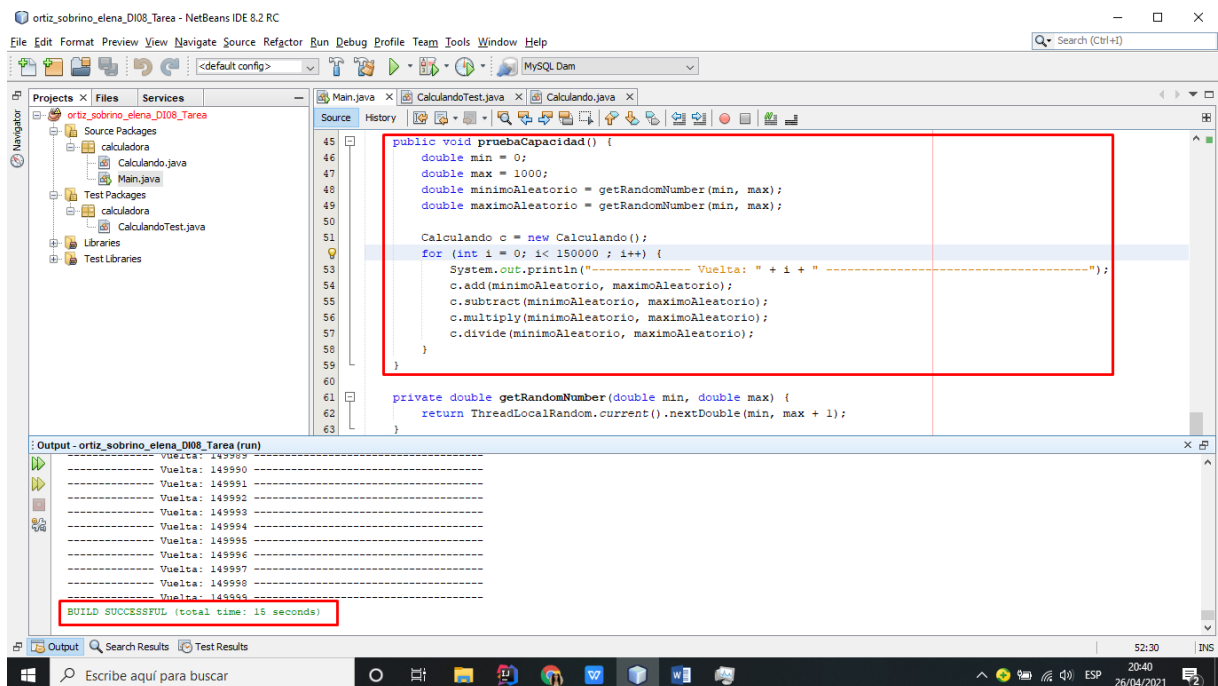 ortiz_sobrino_elena_DI08_Tarea - NetBeans IDE 8.2 RC
File Edit Format Preview View Navigate Source Refactor Run Debug Profile Team Tools Window Help
Search (Ctrl+I)
<default config>
MySQL Dam
Projects Files Services
Navigator
ortiz_sobrino_elena_DI08_Tarea
Source Packages
calculadora
Calculando.java
Main.java
Test Packages
calculadora
CalculandoTest.java
Libraries
Test Libraries
Main.java CalculandoTest.java Calculando.java
Source History
45 public void pruebaCapacidad() {
46 double min = 0;
47 double max = 1000;
48 double minimoAleatorio = getRandomNumber(min, max);
49 double maximoAleatorio = getRandomNumber(min, max);
50
51 Calculando c = new Calculando();
for (int i = 0; i< 150000 ; i++) {
53 System.out.println("-------------- Vuelta: " + i + " -------------------------------------");
54 c.add(minimoAleatorio, maximoAleatorio);
55 c.subtract(minimoAleatorio, maximoAleatorio);
56 c.multiply(minimoAleatorio, maximoAleatorio);
57 c.divide(minimoAleatorio, maximoAleatorio);
58 }
59 }
60
61 private double getRandomNumber(double min, double max) {
62 return ThreadLocalRandom.current().nextDouble(min, max + 1);
63 }
Output - ortiz_sobrino_elena_DI08_Tarea (run)
-------------- Vuelta: 149989 -------------------------------------
-------------- Vuelta: 149990 -------------------------------------
-------------- Vuelta: 149991 -------------------------------------
-------------- Vuelta: 149992 -------------------------------------
-------------- Vuelta: 149993 -------------------------------------
-------------- Vuelta: 149994 -------------------------------------
-------------- Vuelta: 149995 -------------------------------------
-------------- Vuelta: 149996 -------------------------------------
-------------- Vuelta: 149997 -------------------------------------
-------------- Vuelta: 149998 -------------------------------------
-------------- Vuelta: 149999 -------------------------------------
BUILD SUCCESSFUL (total time: 15 seconds)
Output Search Results Test Results
52:30 INS
Escribe aquí para buscar
ESP
20:40
26/04/2021
2